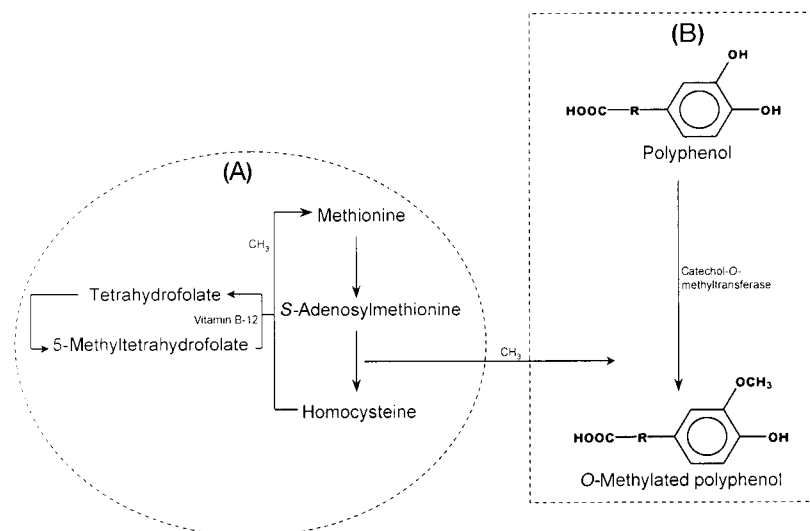 (A)
Methionine
CH₃
Tetrahydrofolate
Vitamin B-12
S-Adenosylmethionine
5-Methyltetrahydrofolate
CH₃
Homocysteine
(B)
OH
HOOC—R—
OH
Polyphenol
Catechol-O-
methyltransferase
OCH₃
HOOC—R—
OH
O-Methylated polyphenol